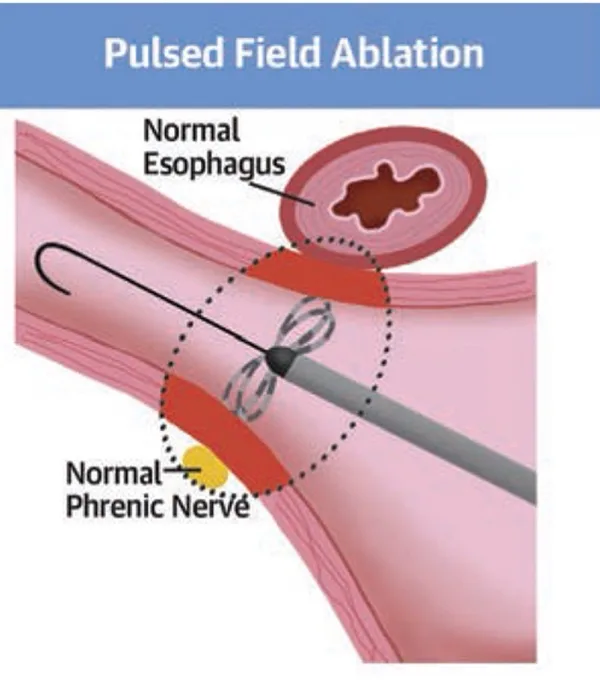 Pulsed Field Ablation
Normal
Esophagus
Normal
Phrenic Nerve